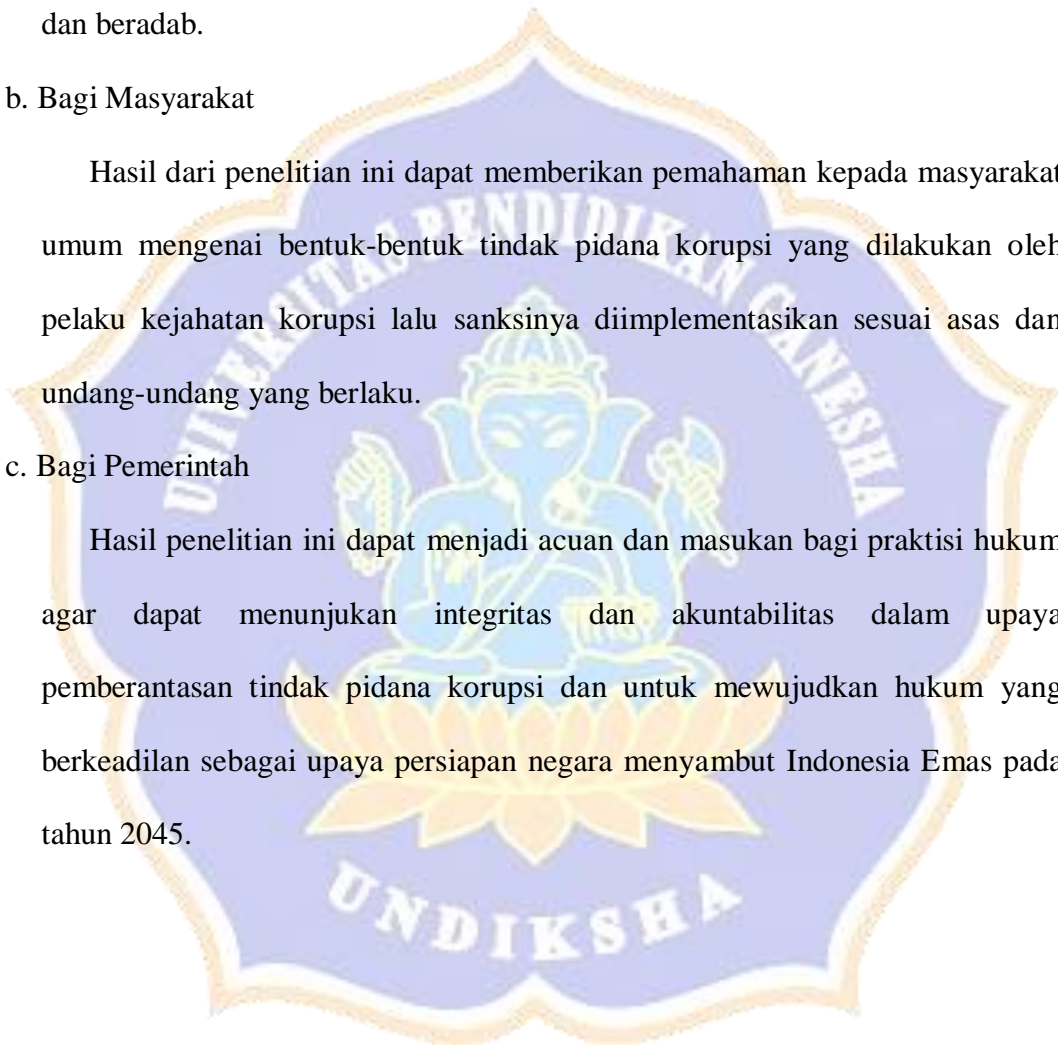 dan beradab.
b. Bagi Masyarakat
Hasil dari penelitian ini dapat memberikan pemahaman kepada masyarakat
umum mengenai bentuk-bentuk tindak pidana korupsi yang dilakukan oleh
pelaku kejahatan korupsi lalu sanksinya diimplementasikan sesuai asas dan
undang-undang yang berlaku.
c. Bagi Pemerintah
Hasil penelitian ini dapat menjadi acuan dan masukan bagi praktisi hukum
agar dapat menunjukan integritas dan akuntabilitas dalam upaya
pemberantasan tindak pidana korupsi dan untuk mewujudkan hukum yang
berkeadilan sebagai upaya persiapan negara menyambut Indonesia Emas pada
tahun 2045.
UNIVERSITAS PENDIDIKAN GANESHA
UNDIKSHA